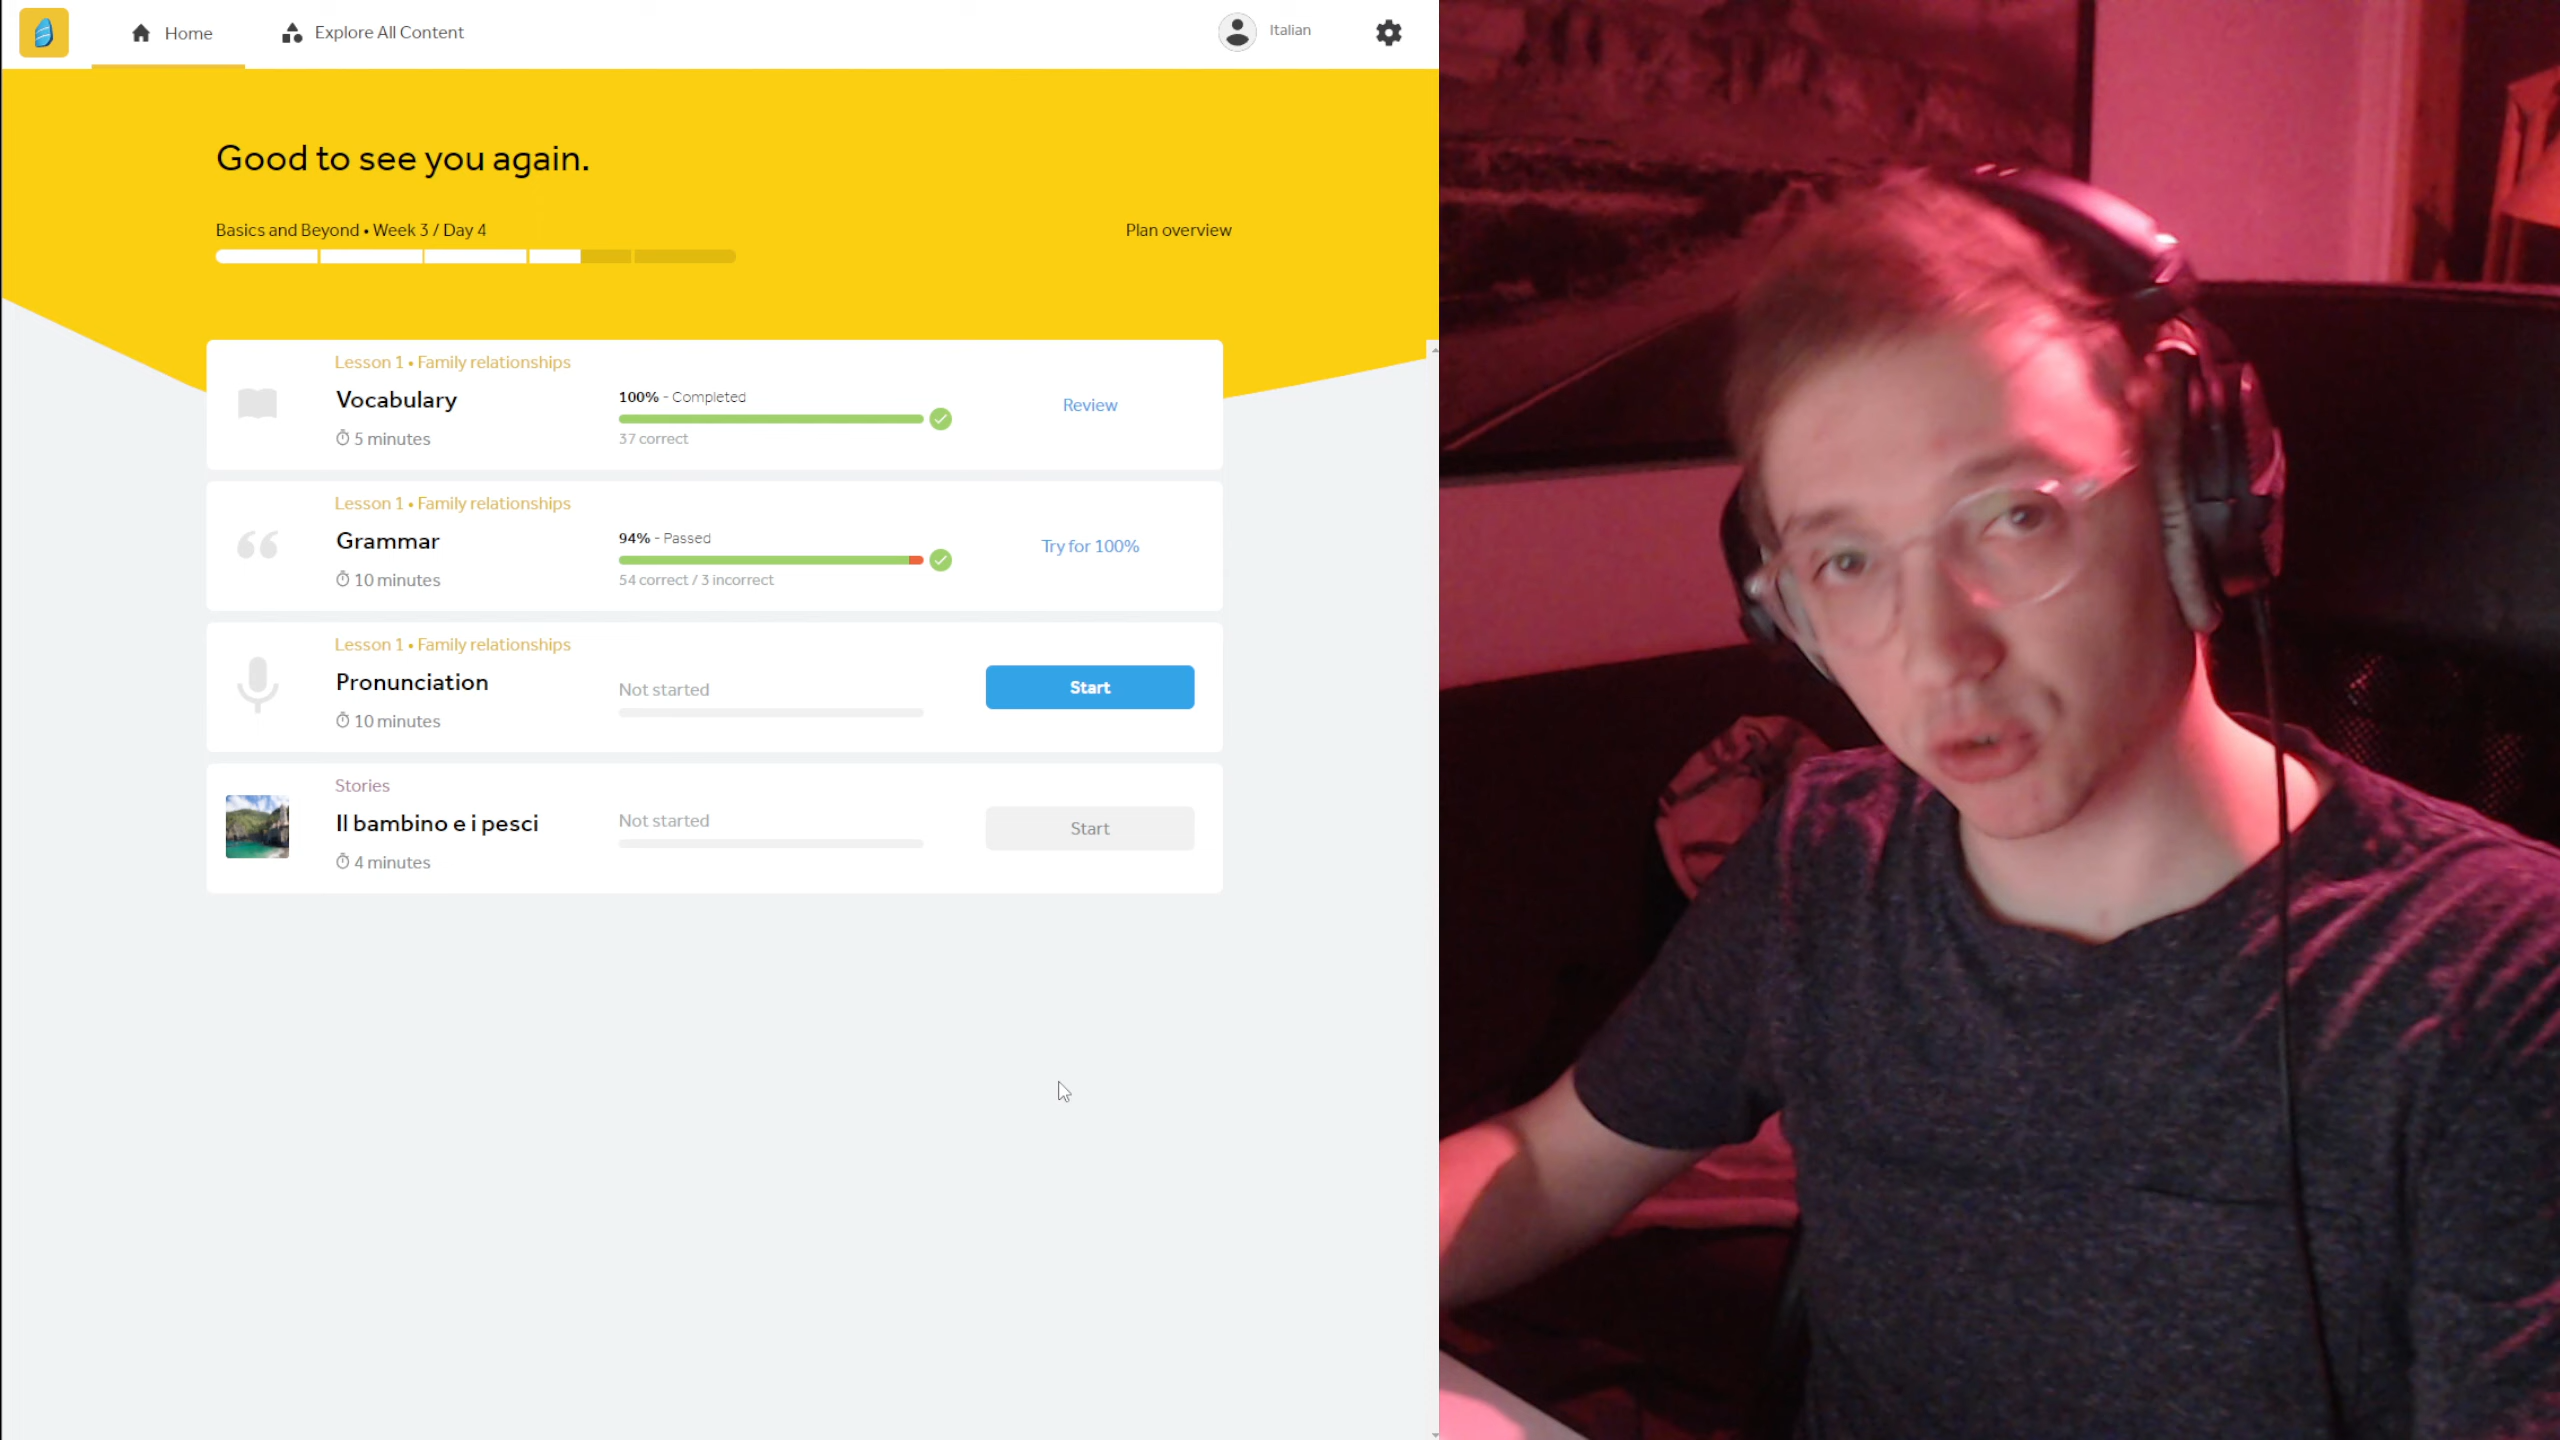 Home
Explore All Content
Italian
Good to see you again.
Basics and Beyond • Week 3 / Day 4
Plan overview
Lesson 1 • Family relationships
Vocabulary
5 minutes
100% - Completed
37 correct
Review
Lesson 1 • Family relationships
Grammar
10 minutes
94% - Passed
54 correct / 3 incorrect
Try for 100%
Lesson 1 • Family relationships
Pronunciation
10 minutes
Not started
Start
Stories
Il bambino e i pesci
4 minutes
Not started
Start